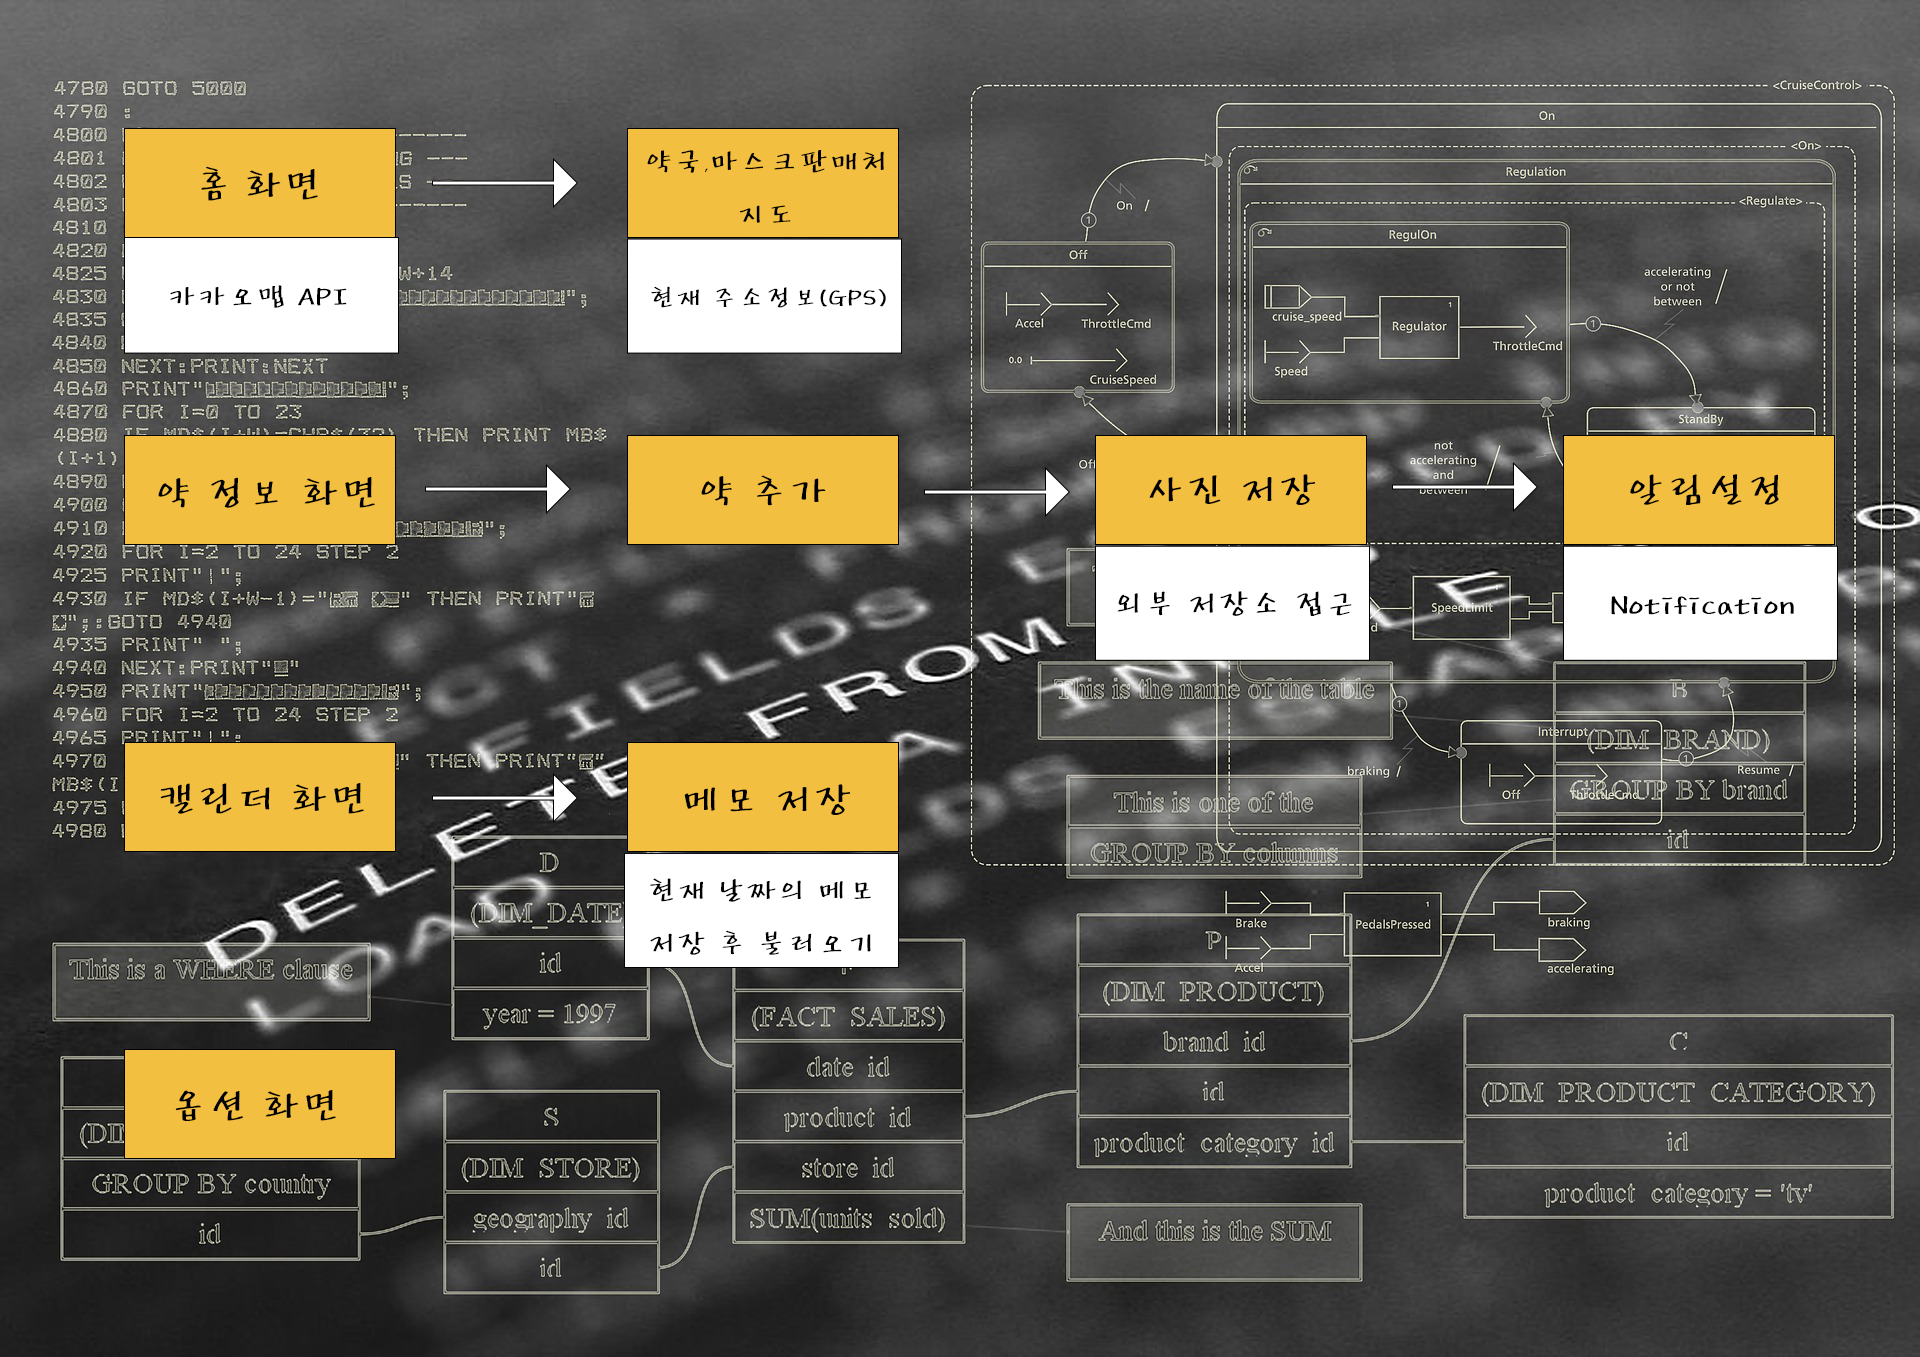 4780 GOTO 5000
4790 :
4800
4801
4802
4803
4810
4820
4825
4830
4835
4840
4850 NEXT:PRINT:NEXT
4860 PRINT"
4870 FOR I=0 TO 23
4880 IF MD$(I+W)=CHR$(32) THEN PRINT MB$
(I+1)
4890
4900
4910
4920 FOR I=2 TO 24 STEP 2
4925 PRINT"|";
4930 IF MD$(I+W-1)=" " THEN PRINT"
";:GOTO 4940
4935 PRINT" ";
4940 NEXT:PRINT" "
4950 PRINT" ";
4960 FOR I=2 TO 24 STEP 2
4965 PRINT"|";
4970 " THEN PRINT" "
MB$(I
4975
4980
홈 화면
카카오맵 API
약국,마스크판매처
지도
현재 주소정보(GPS)
약 정보 화면
약 추가
사진 저장
외부 저장소 접근
알림설정
Notification
캘린더 화면
메모 저장
현재 날짜의 메모
저장 후 불러오기
옵션 화면
<CruiseControl>
On
<On>
Regulation
<Regulate>
RegulOn
On /
Off
Accel
ThrottleCmd
0.0
CruiseSpeed
cruise_speed
Speed
Regulator
1
ThrottleCmd
accelerating
or not
between
/
StandBy
not
accelerating
and
between
/
Off
SpeedLimit
Interrupt
braking /
Off
ThrottleCmd
Resume /
Brake
Accel
PedalsPressed
1
braking
accelerating
FIELDS
DELETE FROM
LOAD
This is the name of the table
This is one of the
GROUP BY columns
B
(DIM BRAND)
GROUP BY brand
id
This is a WHERE clause
D
(DIM_DATE
id
year = 1997
(FACT SALES)
date id
product id
store id
SUM(units sold)
P
(DIM PRODUCT)
brand id
id
product category id
C
(DIM PRODUCT CATEGORY)
id
product category = 'tv'
GROUP BY country
id
S
(DIM STORE)
geography id
id
And this is the SUM